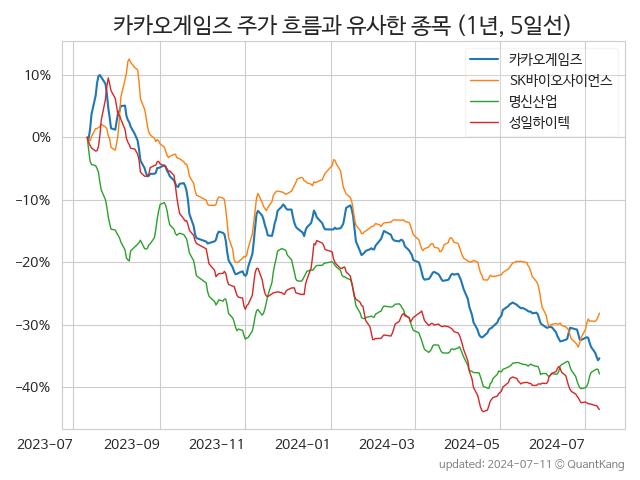 카카오게임즈 주가 흐름과 유사한 종목 (1년, 5일선)
카카오게임즈
SK바이오사이언스
명신산업
성일하이텍
10%
0%
−10%
−20%
−30%
−40%
2023-07 2023-09 2023-11 2024-01 2024-03 2024-05 2024-07
updated: 2024-07-11 © QuantKang